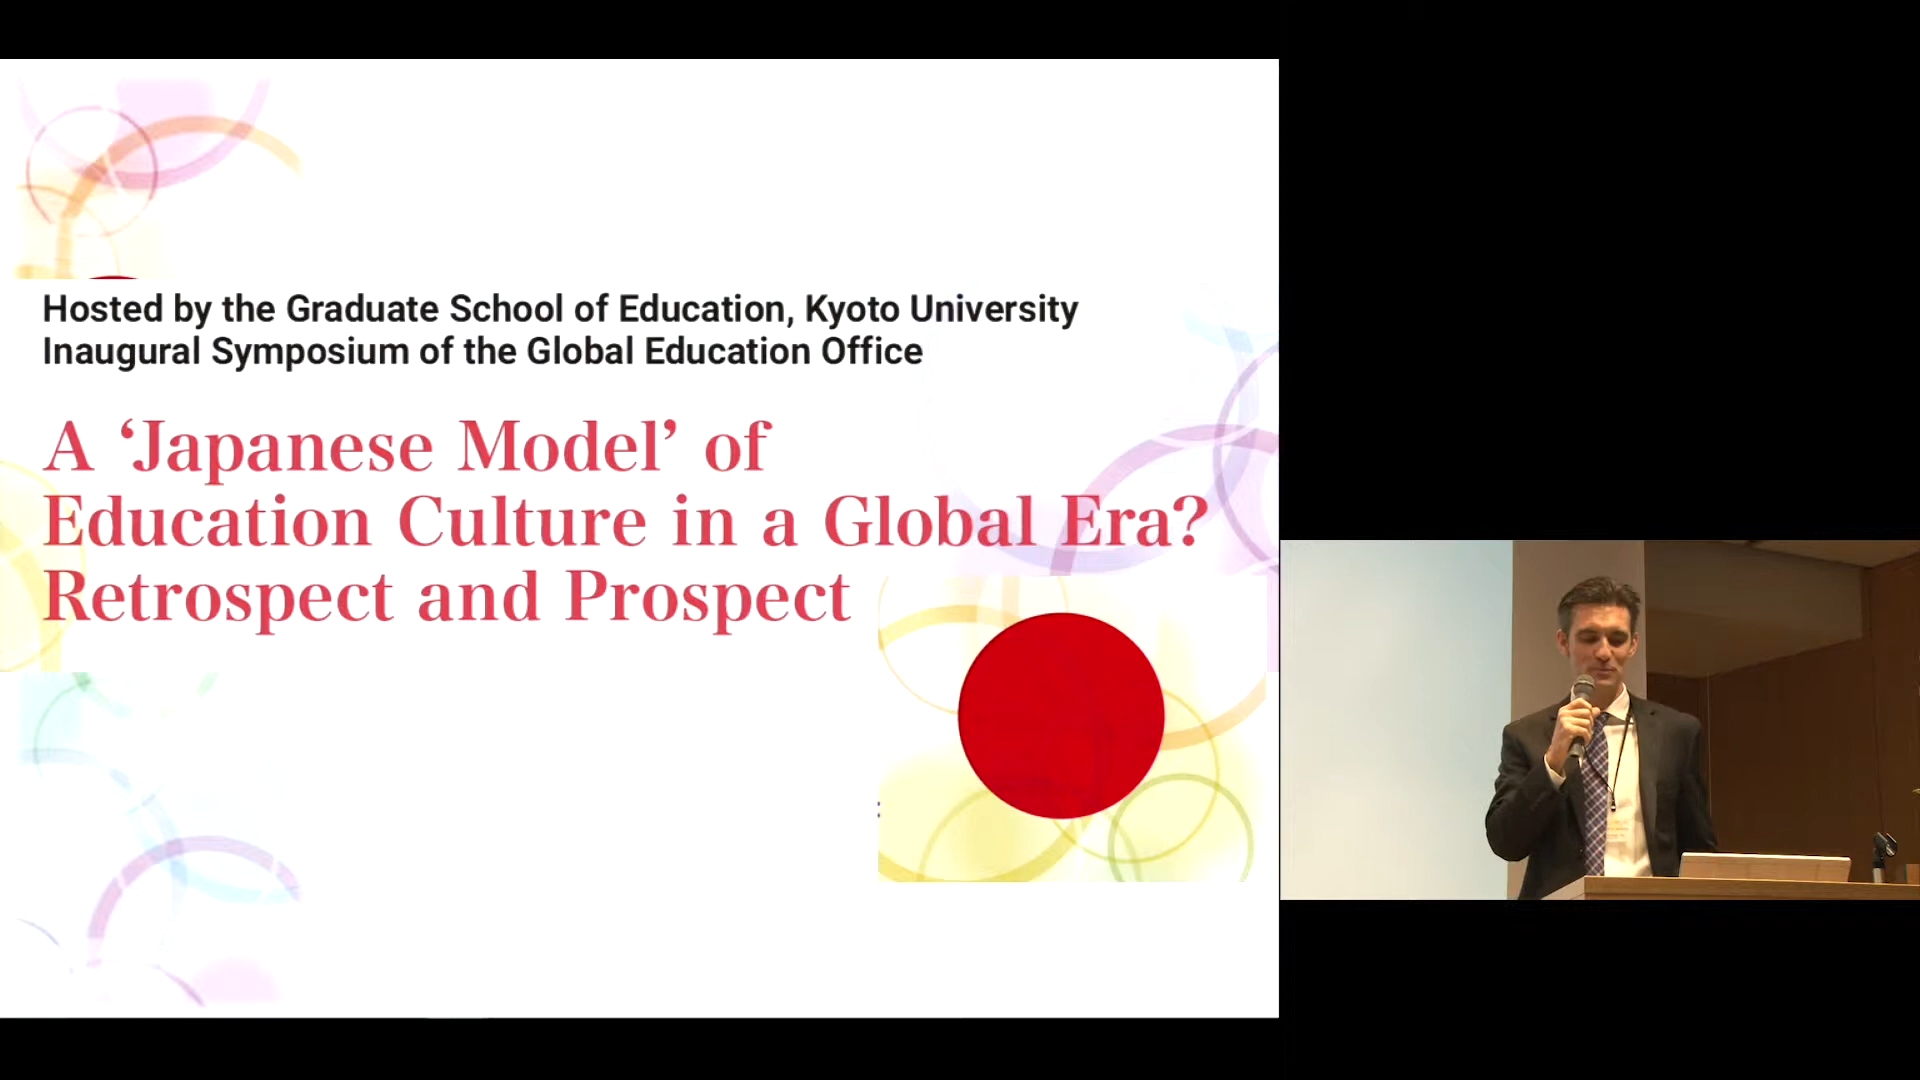 Hosted by the Graduate School of Education, Kyoto University
Inaugural Symposium of the Global Education Office
A ‘Japanese Model’ of
Education Culture in a Global Era?
Retrospect and Prospect